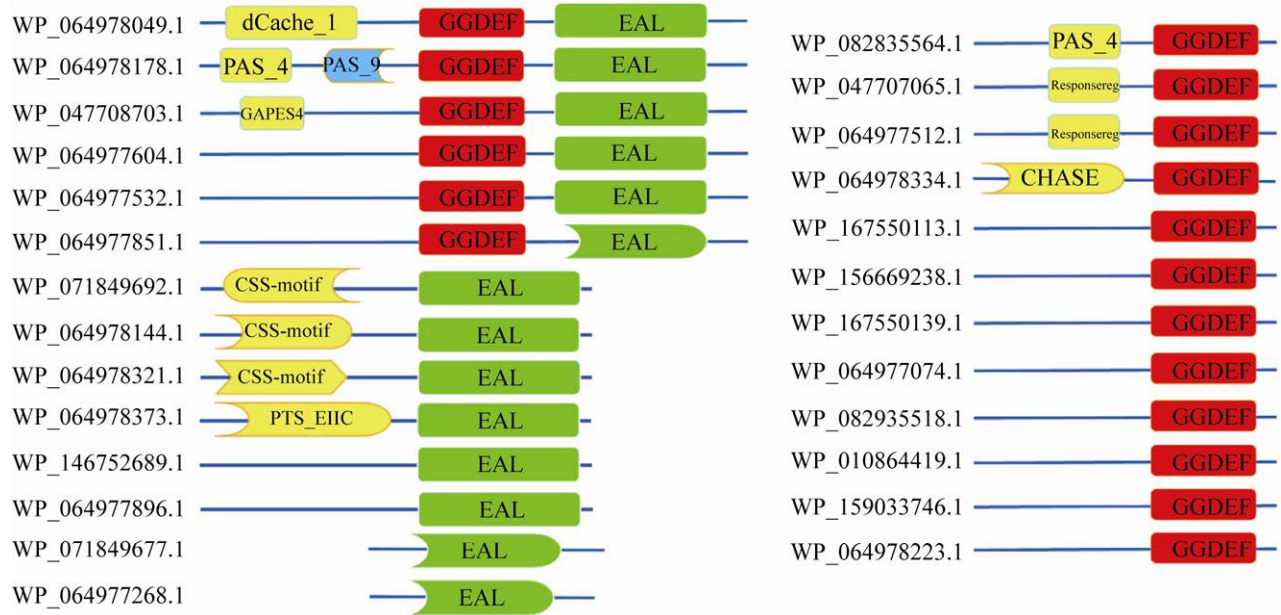 WP_064978049.1 dCache_1 GGDEF EAL
WP_064978178.1 PAS_4 PAS_9 GGDEF EAL
WP_047708703.1 GAPES4 GGDEF EAL
WP_064977604.1 GGDEF EAL
WP_064977532.1 GGDEF EAL
WP_064977851.1 GGDEF EAL
WP_071849692.1 CSS-motif EAL
WP_064978144.1 CSS-motif EAL
WP_064978321.1 CSS-motif EAL
WP_064978373.1 PTS_EIIC EAL
WP_146752689.1 EAL
WP_064977896.1 EAL
WP_071849677.1 EAL
WP_064977268.1 EAL
WP_082835564.1 PAS_4 GGDEF
WP_047707065.1 Responsereg GGDEF
WP_064977512.1 Responsereg GGDEF
WP_064978334.1 CHASE GGDEF
WP_167550113.1 GGDEF
WP_156669238.1 GGDEF
WP_167550139.1 GGDEF
WP_064977074.1 GGDEF
WP_082935518.1 GGDEF
WP_010864419.1 GGDEF
WP_159033746.1 GGDEF
WP_064978223.1 GGDEF